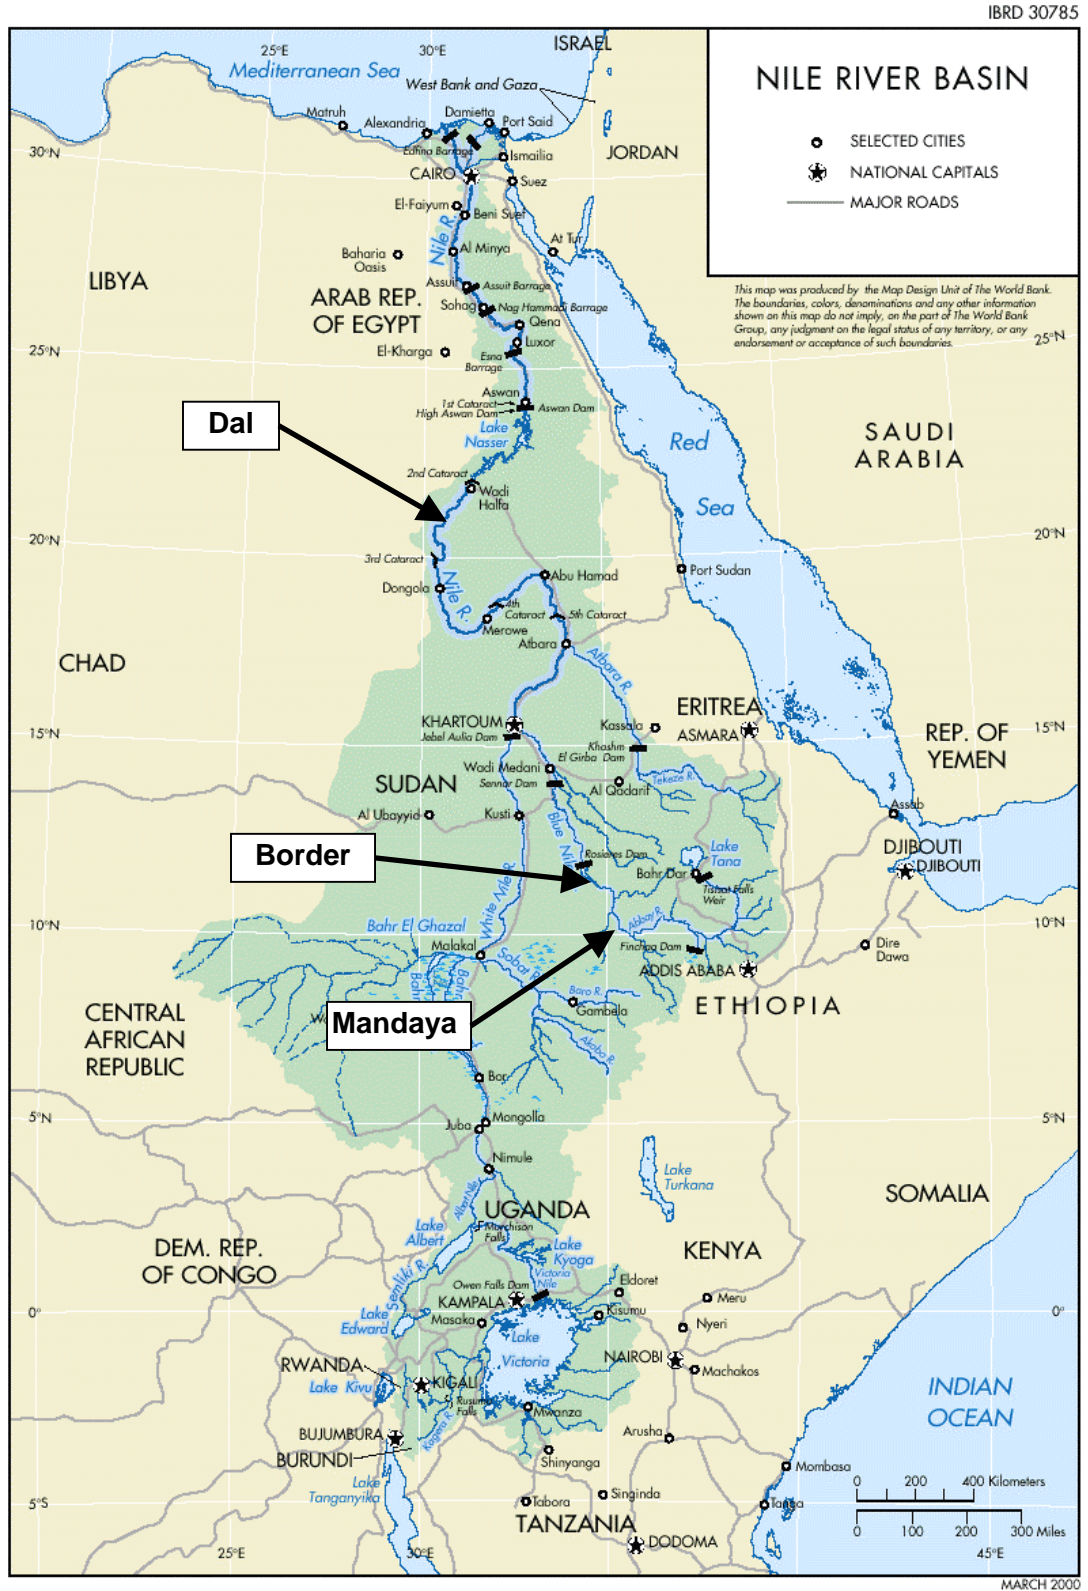 IBRD 30785
25°E
30°E
ISRAEL
Mediterranean Sea
West Bank and Gaza
NILE RIVER BASIN
SELECTED CITIES
NATIONAL CAPITALS
MAJOR ROADS
Matruh
Alexandria
Damietta
Port Said
Edfina Barrage
Ismailia
JORDAN
30°N
CAIRO
Suez
El-Faiyum
Beni Suef
Nile R.
Al Minya
At Tur
Baharia
Oasis
LIBYA
Assuit
Assuit Barrage
ARAB REP.
OF EGYPT
Sohag
Nag Hammadi Barrage
Qena
Luxor
This map was produced by the Map Design Unit of The World Bank.
The boundaries, colors, denominations and any other information
shown on this map do not imply, on the part of The World Bank
Group, any judgment on the legal status of any territory, or any
endorsement or acceptance of such boundaries.
25°N
25°N
El-Kharga
Esna
Barrage
Aswan
1st Cataract
High Aswan Dam
Aswan Dam
Dal
Lake
Nasser
Red
Sea
SAUDI
ARABIA
2nd Cataract
Wadi
Halfa
20°N
20°N
3rd Cataract
Abu Hamad
Port Sudan
Dongola
Nile R.
4th
Cataract
5th Cataract
Merowe
Atbara
Atbara R.
CHAD
KHARTOUM
Jebel Aulia Dam
Kassala
ERITREA
ASMARA
REP. OF
YEMEN
15°N
15°N
Khashm
El Girba Dam
Wadi Medani
Sennar Dam
Tekeze R.
Al Qadarif
SUDAN
Al Ubayyid
Kusti
Assab
Blue Nile
DJIBOUTI
DJIBOUTI
Border
Rosieres Dam
Lake
Tana
Bahr Dar
Tissat Falls
Weir
White Nile R.
10°N
10°N
Bahr El Ghazal
Malakal
Abbay R.
Finchaa Dam
Dire
Dawa
Sobat R.
ADDIS ABABA
Bahr
Bahr
ETHIOPIA
Baro R.
Gambela
Mandaya
Akobo R.
CENTRAL
AFRICAN
REPUBLIC
Bor
5°N
5°N
Mongolla
Juba
Nimule
Lake
Turkana
Albert Nile
UGANDA
SOMALIA
Lake
Albert
Murchison
Falls
Lake
Kyoga
KENYA
DEM. REP.
OF CONGO
Semliki R.
Owen Falls Dam
Victoria
Nile
Eldoret
KAMPALA
Meru
0°
0°
Kisumu
Lake
Edward
Masaka
Nyeri
Lake
Victoria
RWANDA
NAIROBI
Lake Kivu
KIGALI
Machakos
Rusumo
Falls
INDIAN
OCEAN
Mwanza
Kagera R.
BUJUMBURA
Arusha
BURUNDI
Shinyanga
Mombasa
Lake
Tanganyika
0 200 400 Kilometers
Singinda
Tabora
Tanga
5°S
TANZANIA
0 100 200 300 Miles
DODOMA
25°E
30°E
45°E
MARCH 2000